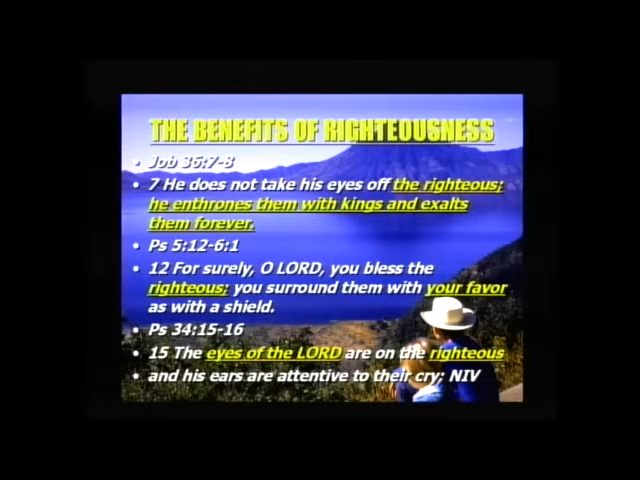 THE BENEFITS OF RIGHTEOUSNESS
• Job 36:7-8
• 7 He does not take his eyes off the righteous;
he enthrones them with kings and exalts
them forever.
• Ps 5:12-6:1
• 12 For surely, O LORD, you bless the
righteous; you surround them with your favor
as with a shield.
• Ps 34:15-16
• 15 The eyes of the LORD are on the righteous
• and his ears are attentive to their cry; NIV